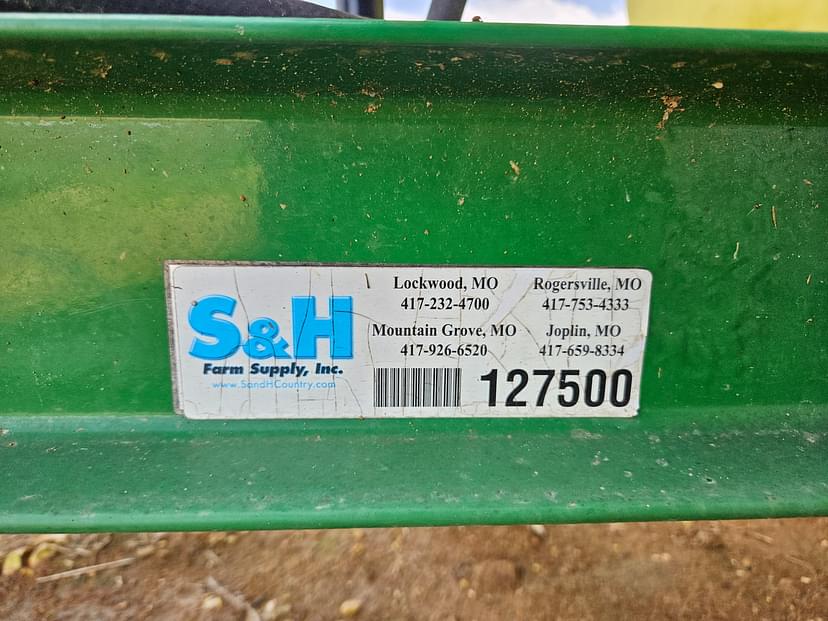 S&H
Farm Supply, Inc.
www.SandHCountry.com
Lockwood, MO
417-232-4700
Rogersville, MO
417-753-4333
Mountain Grove, MO
417-926-6520
Joplin, MO
417-659-8334
127500